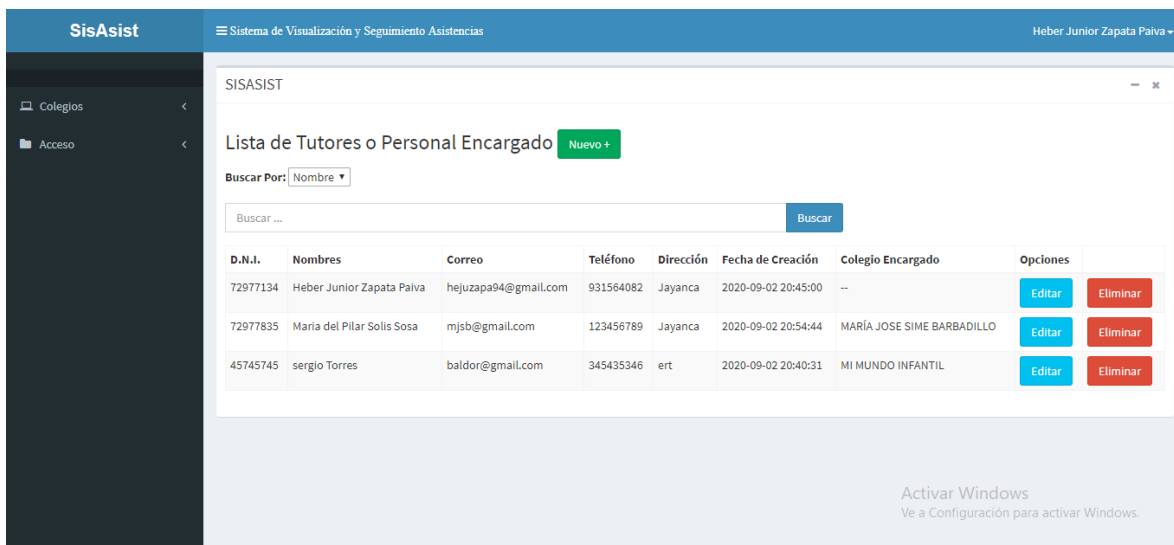 SisAsist
Sistema de Visualización y Seguimiento Asistencias
Heber Junior Zapata Paiva
Colegios
Acceso
SISASIST
Lista de Tutores o Personal Encargado Nuevo +
Buscar Por: Nombre
Buscar ... Buscar
D.N.I. Nombres Correo Teléfono Dirección Fecha de Creación Colegio Encargado Opciones
72977134 Heber Junior Zapata Paiva hejuzapa94@gmail.com 931564082 Jayanca 2020-09-02 20:45:00 -- Editar Eliminar
72977835 Maria del Pilar Solis Sosa mjsb@gmail.com 123456789 Jayanca 2020-09-02 20:54:44 MARÍA JOSE SIME BARBADILLO Editar Eliminar
45745745 sergio Torres baldor@gmail.com 345435346 ert 2020-09-02 20:40:31 MI MUNDO INFANTIL Editar Eliminar
Activar Windows
Ve a Configuración para activar Windows.